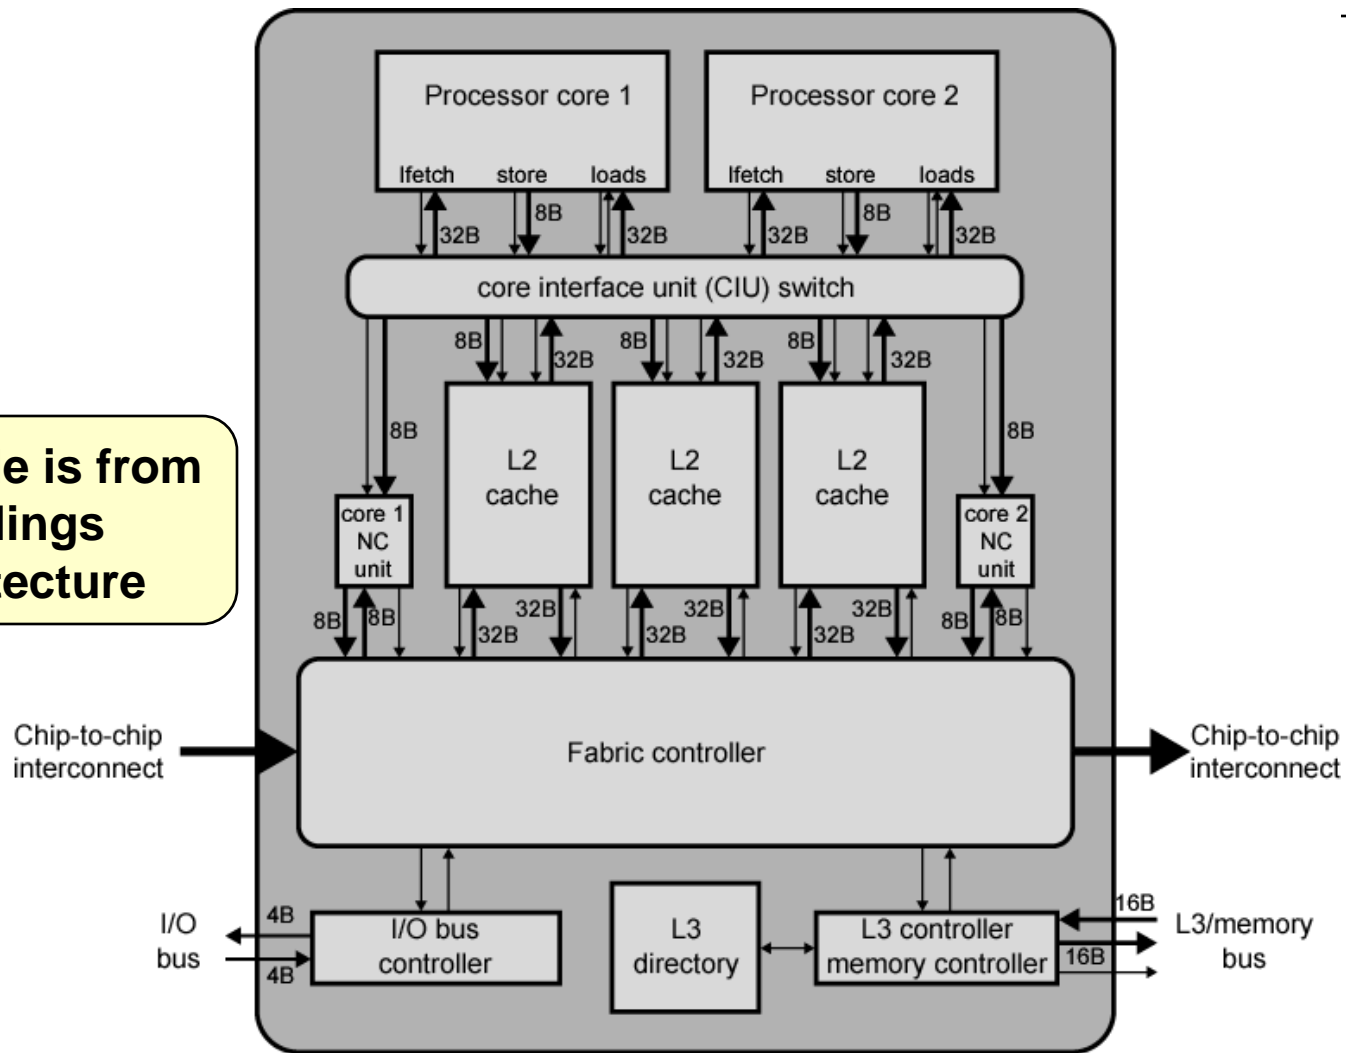 Processor core 1
Processor core 2
Ifetch store loads
Ifetch store loads
8B
32B
32B
8B
32B
32B
core interface unit (CIU) switch
8B
32B
8B
32B
8B
32B
8B
8B
L2
cache
L2
cache
L2
cache
core 1
NC
unit
core 2
NC
unit
e is from
dings
tecture
8B
8B
32B
32B
32B
32B
32B
32B
8B
8B
Chip-to-chip
interconnect
Fabric controller
Chip-to-chip
interconnect
I/O
bus
4B
4B
I/O bus
controller
L3
directory
L3 controller
memory controller
16B
16B
L3/memory
bus